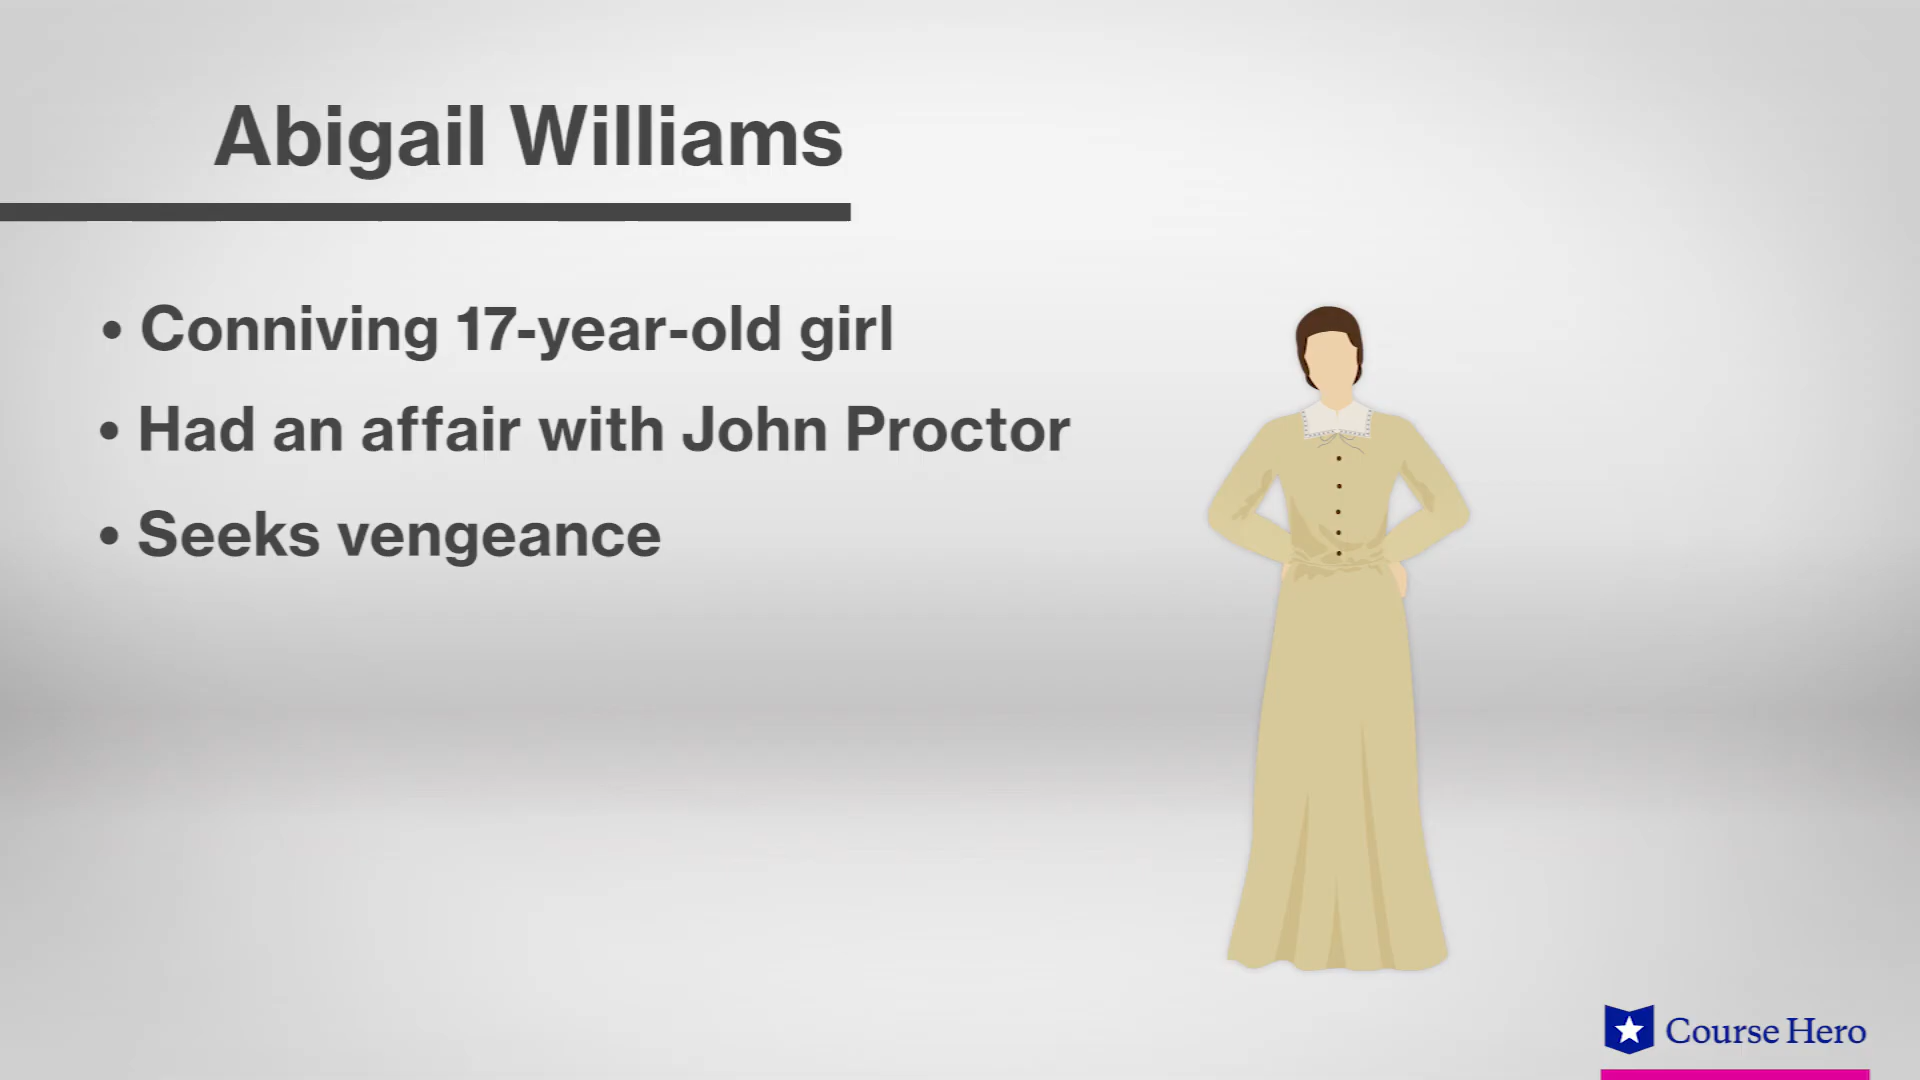 Abigail Williams
• Conniving 17-year-old girl
• Had an affair with John Proctor
• Seeks vengeance
Course Hero